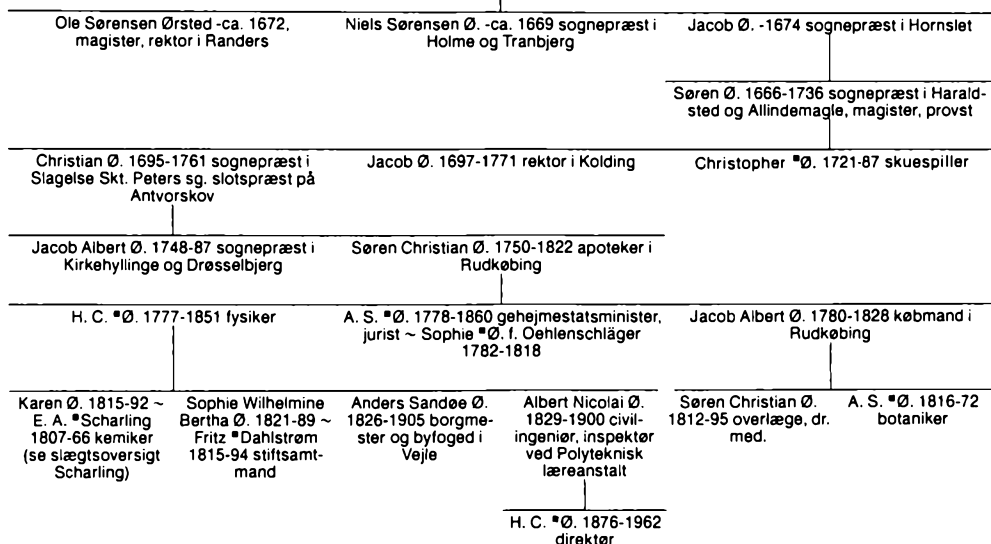 Ole Sørensen Ørsted -ca. 1672,
magister, rektor i Randers
Niels Sørensen Ø. -ca. 1669 sognepræst i
Holme og Tranbjerg
Jacob Ø. -1674 sognepræst i Hornslet
Søren Ø. 1666-1736 sognepræst i Harald-
sted og Allindemagle, magister, provst
Christian Ø. 1695-1761 sognepræst i
Slagelse Skt. Peters sg. slotspræst på
Antvorskov
Jacob Ø. 1697-1771 rektor i Kolding
Christopher *Ø. 1721-87 skuespiller
Jacob Albert Ø. 1748-87 sognepræst i
Kirkehyllinge og Drøsselbjerg
Søren Christian Ø. 1750-1822 apoteker i
Rudkøbing
H. C. *Ø. 1777-1851 fysiker
A. S. *Ø. 1778-1860 gehejmestatsminister,
jurist ~ Sophie *Ø. f. Oehlenschläger
1782-1818
Jacob Albert Ø. 1780-1828 købmand i
Rudkøbing
Karen Ø. 1815-92 ~
E. A. *Scharling
1807-66 kemiker
(se slægtsoversigt
Scharling)
Sophie Wilhelmine
Bertha Ø. 1821-89 ~
Fritz *Dahlstrøm
1815-94 stiftsamt-
mand
Anders Sandøe Ø.
1826-1905 borgme-
ster og byfoged i
Vejle
Albert Nicolai Ø.
1829-1900 civil-
ingeniør, inspektør
ved Polyteknisk
læreanstalt
Søren Christian Ø.
1812-95 overlæge, dr.
med.
A. S. *Ø. 1816-72
botaniker
H. C. *Ø. 1876-1962
direktør